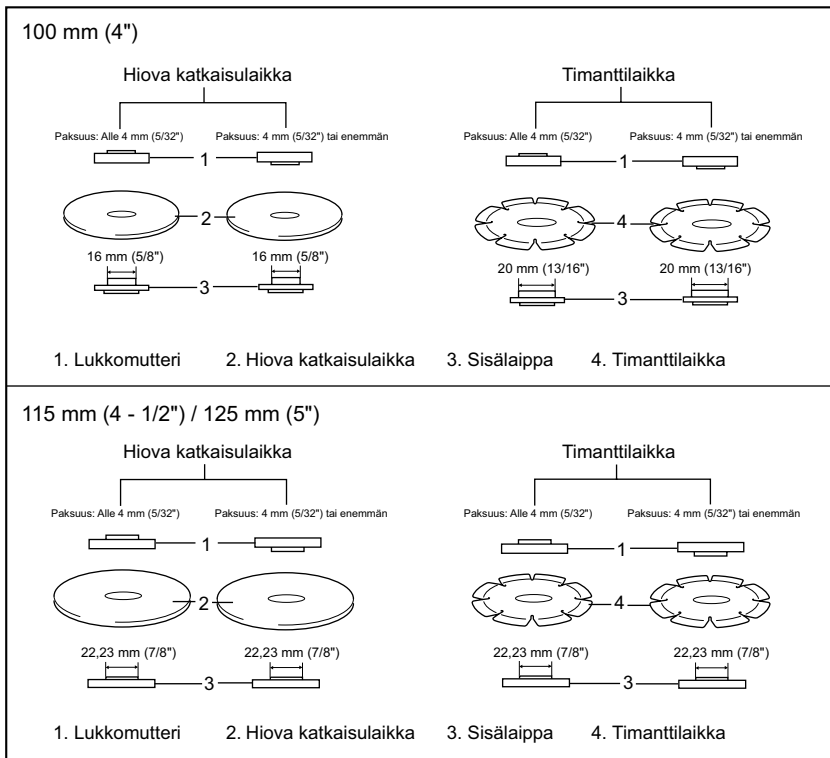 100 mm (4")
Hiova katkaisulaikka
Timanttilaikka
Paksuus: Alle 4 mm (5/32") Paksuus: 4 mm (5/32") tai enemmän
Paksuus: Alle 4 mm (5/32") Paksuus: 4 mm (5/32") tai enemmän
1
1
2
4
16 mm (5/8") 16 mm (5/8")
20 mm (13/16") 20 mm (13/16")
3
3
1. Lukkomutteri 2. Hiova katkaisulaikka 3. Sisälaippa 4. Timanttilaikka
115 mm (4 - 1/2") / 125 mm (5")
Hiova katkaisulaikka
Timanttilaikka
Paksuus: Alle 4 mm (5/32") Paksuus: 4 mm (5/32") tai enemmän
Paksuus: Alle 4 mm (5/32") Paksuus: 4 mm (5/32") tai enemmän
1
1
2
4
22,23 mm (7/8") 22,23 mm (7/8")
22,23 mm (7/8") 22,23 mm (7/8")
3
3
1. Lukkomutteri 2. Hiova katkaisulaikka 3. Sisälaippa 4. Timanttilaikka